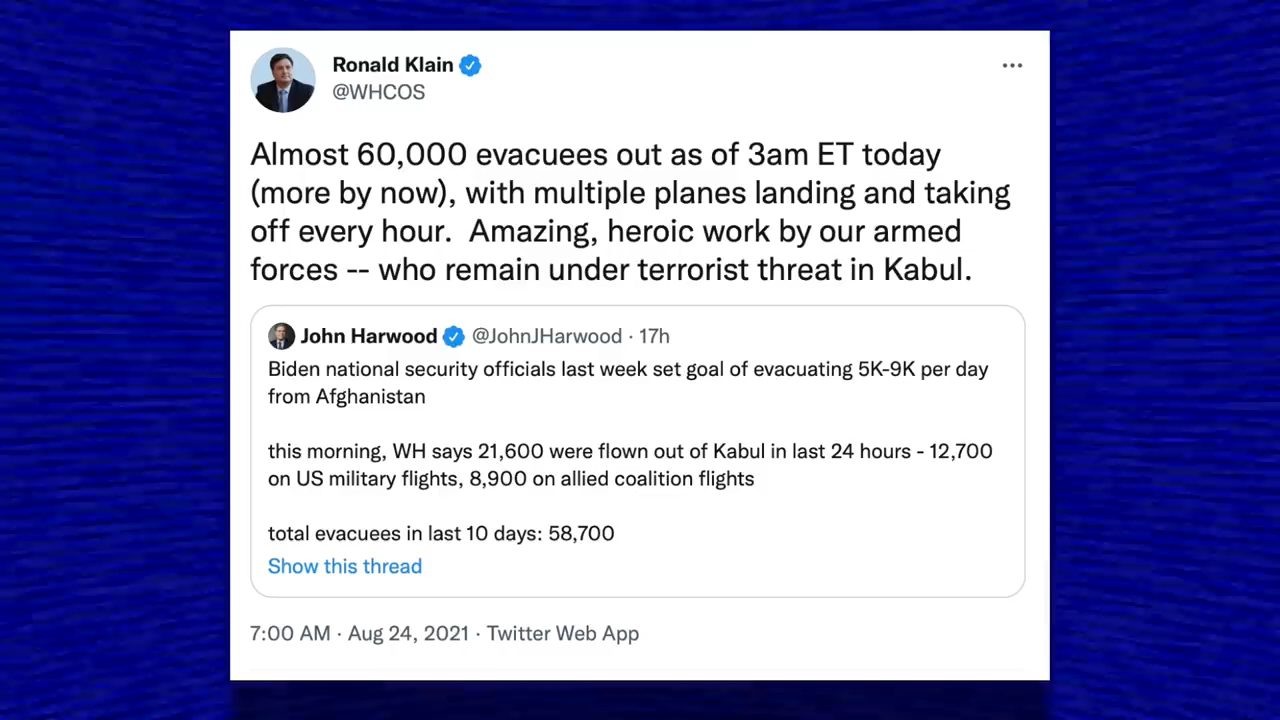 Ronald Klain
@WHCOS
Almost 60,000 evacuees out as of 3am ET today
(more by now), with multiple planes landing and taking
off every hour.  Amazing, heroic work by our armed
forces -- who remain under terrorist threat in Kabul.
John Harwood @JohnJHarwood · 17h
Biden national security officials last week set goal of evacuating 5K-9K per day
from Afghanistan
this morning, WH says 21,600 were flown out of Kabul in last 24 hours - 12,700
on US military flights, 8,900 on allied coalition flights
total evacuees in last 10 days: 58,700
Show this thread
7:00 AM · Aug 24, 2021 · Twitter Web App